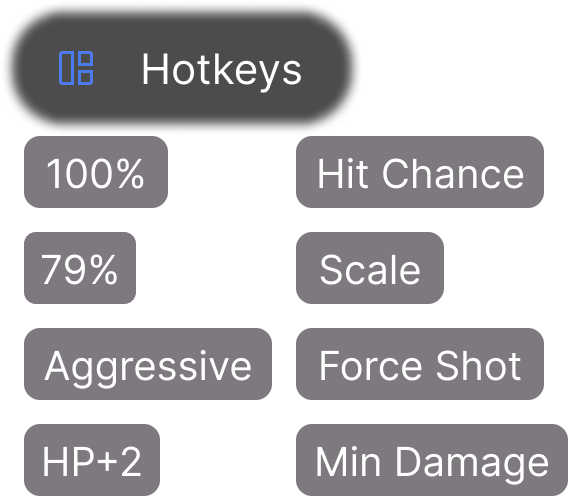 Hotkeys
100% Hit Chance
79% Scale
Aggressive Force Shot
HP+2 Min Damage